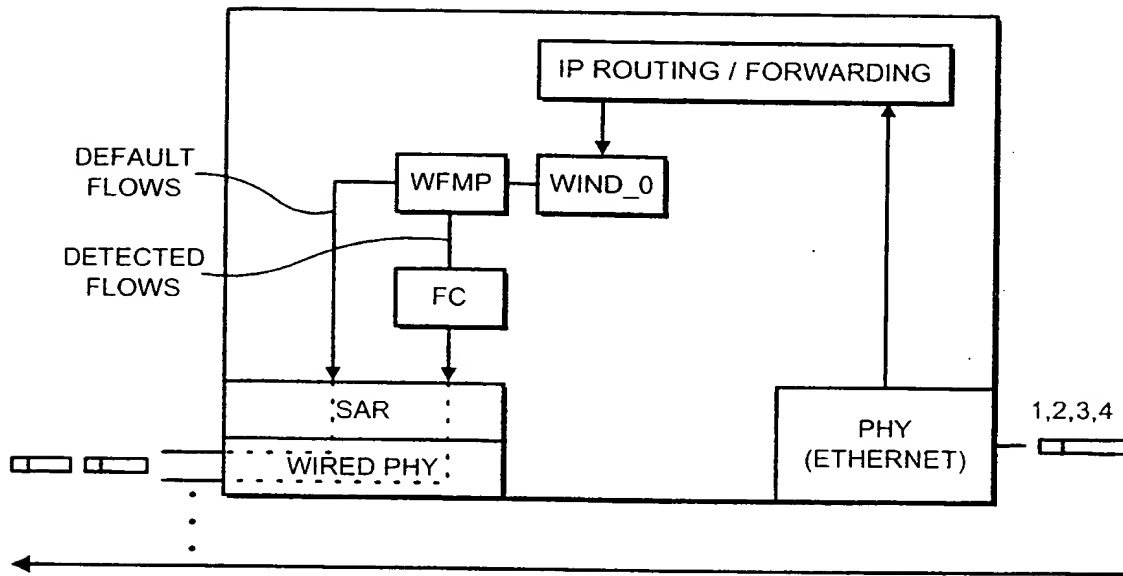 IP ROUTING / FORWARDING
DEFAULT
FLOWS
WFMP
WIND_0
DETECTED
FLOWS
FC
SAR
WIRED PHY
PHY
(ETHERNET)
1,2,3,4